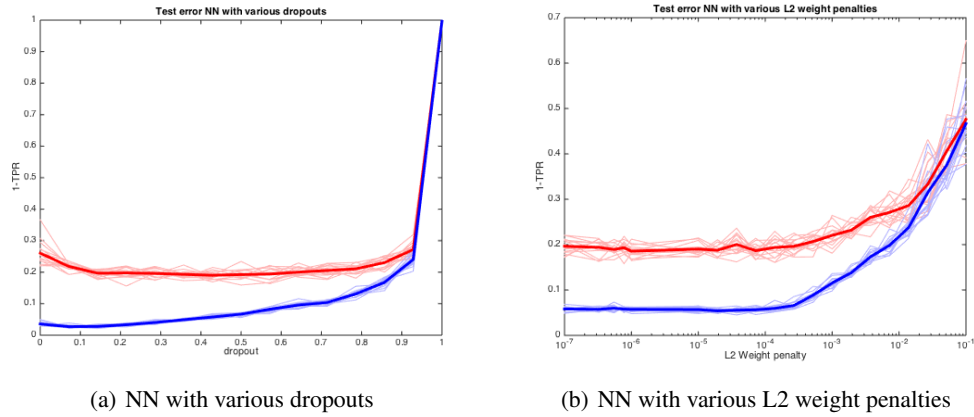 Test error NN with various dropouts
1-TPR
1
0.9
0.8
0.7
0.6
0.5
0.4
0.3
0.2
0.1
0
0 0.1 0.2 0.3 0.4 0.5 0.6 0.7 0.8 0.9 1
dropout
(a) NN with various dropouts
Test error NN with various L2 weight penalties
1-TPR
0.7
0.6
0.5
0.4
0.3
0.2
0.1
0
10^-7 10^-6 10^-5 10^-4 10^-3 10^-2 10^-1
L2 Weight penalty
(b) NN with various L2 weight penalties